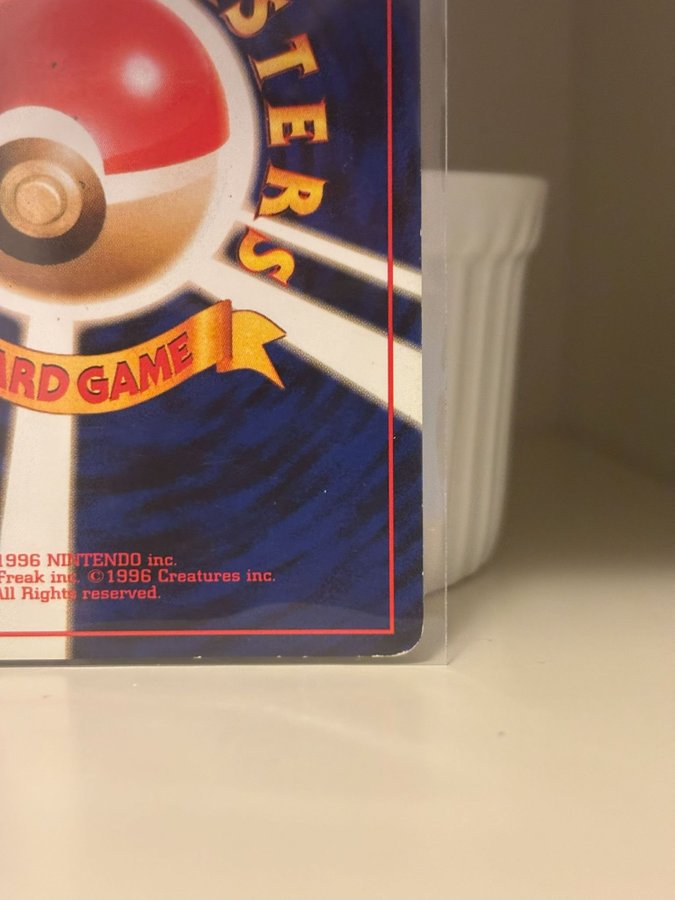 STERS
ARD GAME
1996 NINTENDO inc.
Freak inc. ©1996 Creatures inc.
All Rights reserved.